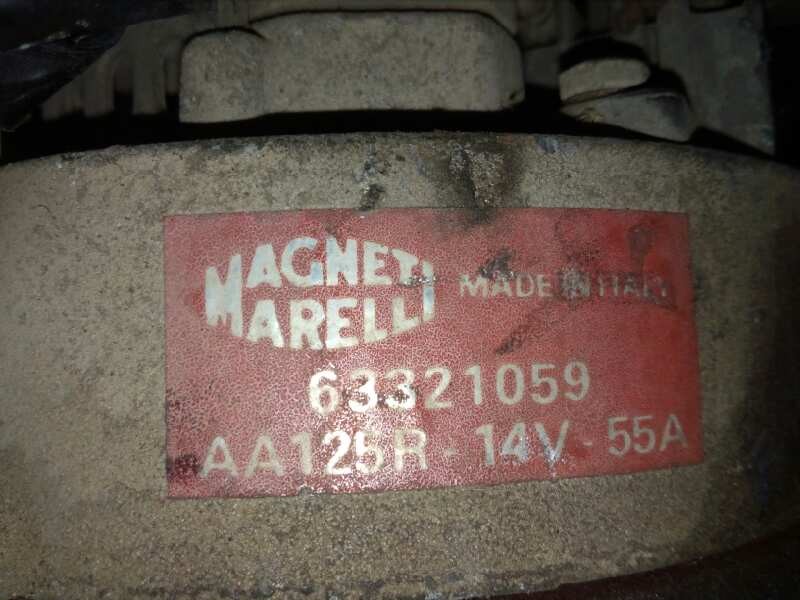 MAGNETI
MARELLI
MADE IN ITALY
63321059
AA125R - 14V - 55A